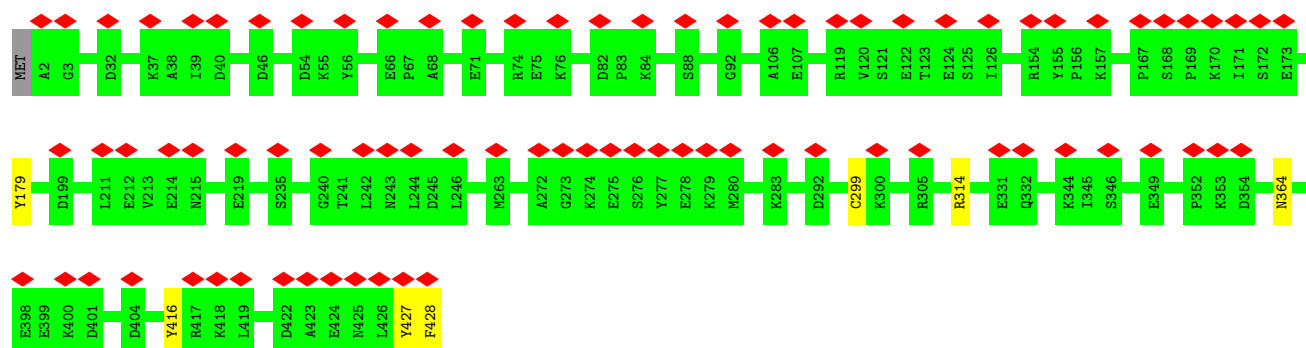 MET A2 G3 D32 K37 A38 I39 D40 D46 D54 K55 Y56 E66 P67 A68 E71 R74 E75 K76 D82 P83 K84 S88 G92 A106 E107 R119 V120 S121 E122 T123 E124 S125 I126 R154 Y155 P156 K157 P167 S168 P169 K170 I171 S172 E173
Y179 D199 L211 E212 V213 E214 N215 E219 S235 G240 T241 L242 N243 L244 D245 L246 M263 A272 G273 K274 E275 S276 Y277 E278 K279 M280 K283 D292 C299 K300 R305 R314 E331 Q332 K344 I345 S346 E349 P352 K353 D354 N364
E398 E399 K400 D401 D404 Y416 R417 K418 L419 D422 A423 E424 N425 L426 Y427 F428